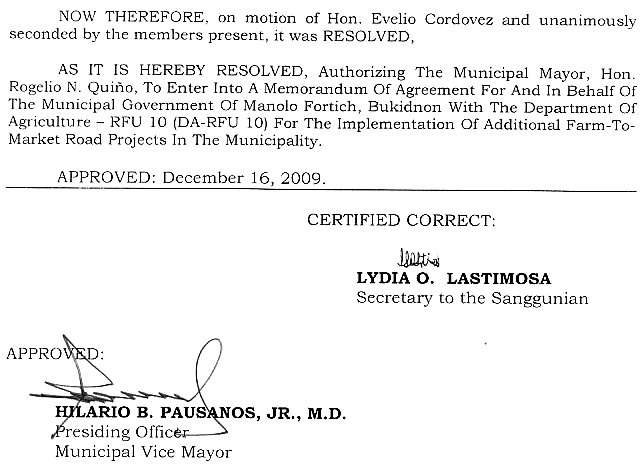 NOW THEREFORE, on motion of Hon. Evelio Cordovez and unanimously
seconded by the members present, it was RESOLVED,
AS IT IS HEREBY RESOLVED, Authorizing The Municipal Mayor, Hon.
Rogelio N. Quiño, To Enter Into A Memorandum Of Agreement For And In Behalf Of
The Municipal Government Of Manolo Fortich, Bukidnon With The Department Of
Agriculture – RFU 10 (DA-RFU 10) For The Implementation Of Additional Farm-To-
Market Road Projects In The Municipality.
APPROVED: December 16, 2009.
CERTIFIED CORRECT:
LYDIA O. LASTIMOSA
Secretary to the Sanggunian
APPROVED:
HILARIO B. PAUSANOS, JR., M.D.
Presiding Officer
Municipal Vice Mayor